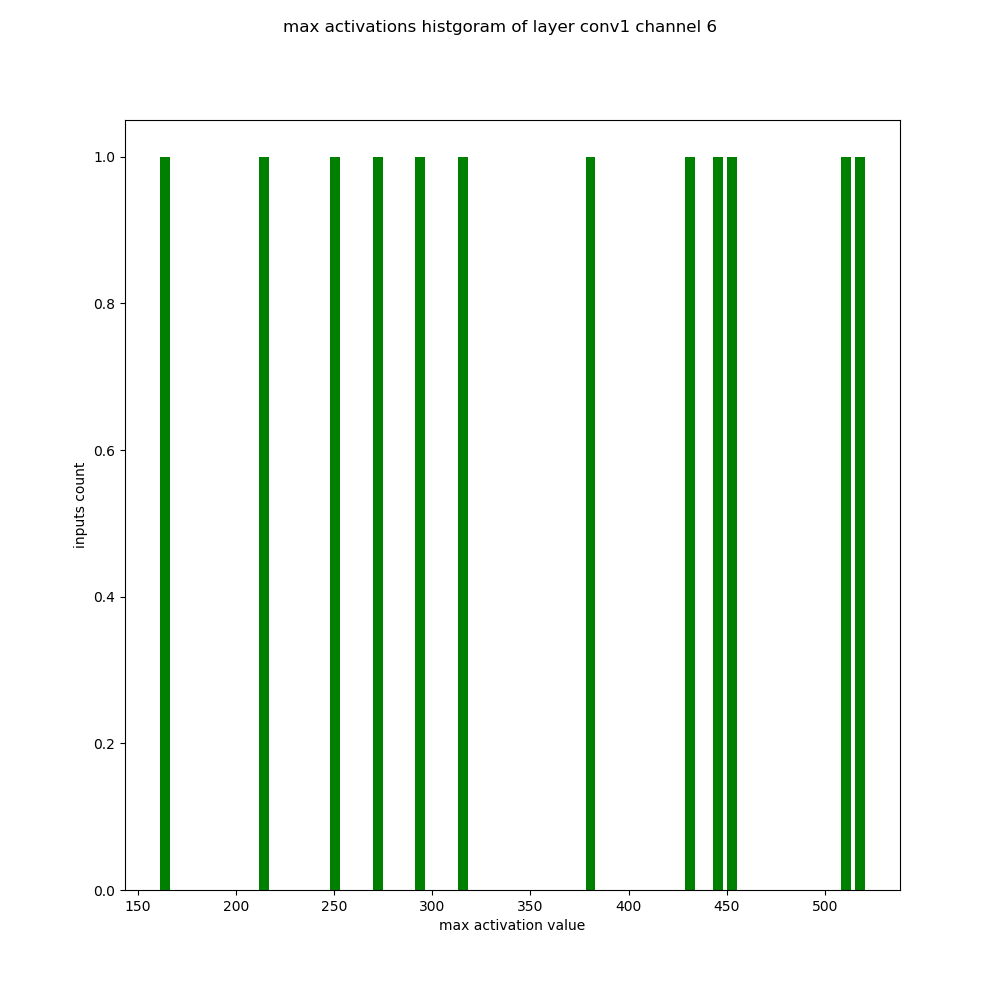 max activations histgoram of layer conv1 channel 6
1.0
0.8
0.6
0.4
0.2
0.0
inputs count
150 200 250 300 350 400 450 500
max activation value